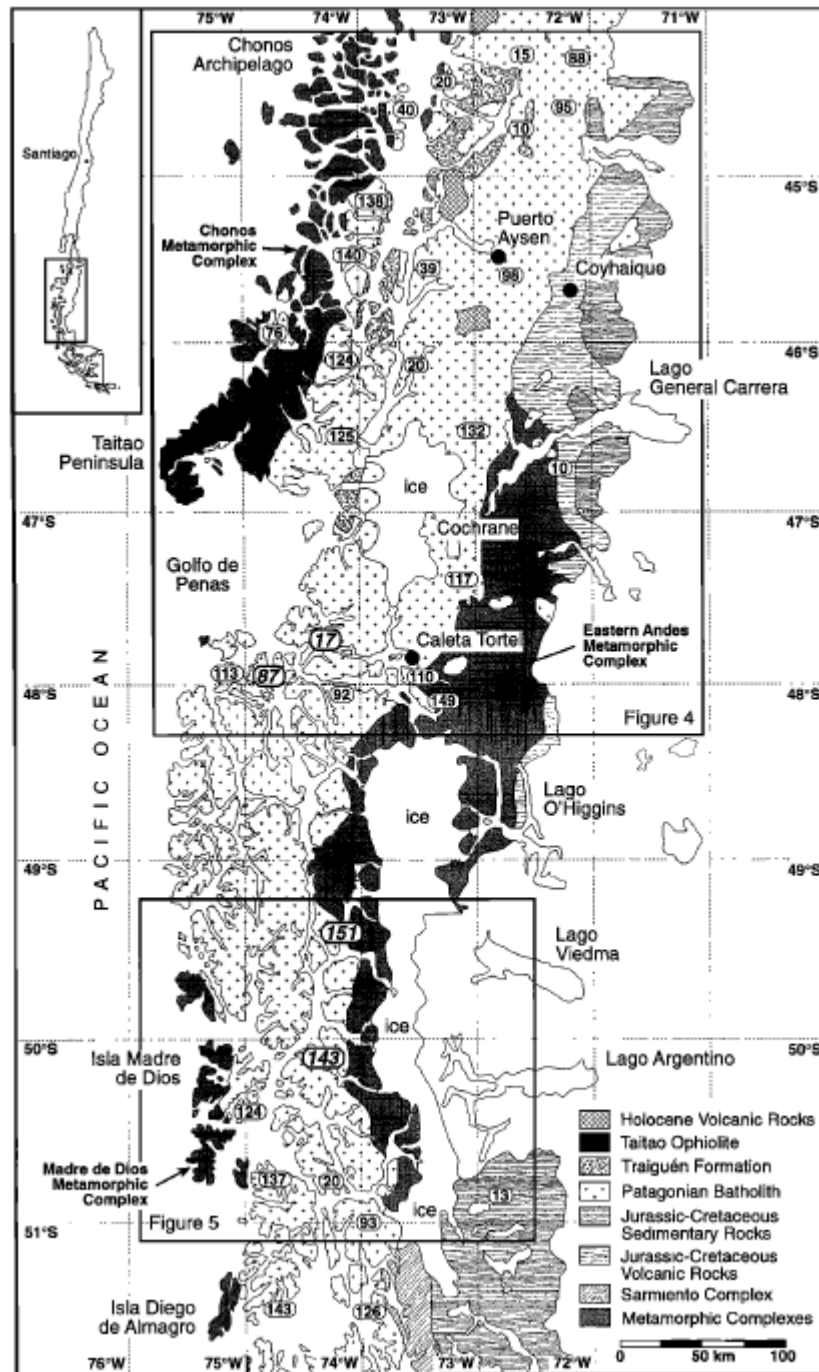 75°W 74°W 73°W 72°W 71°W
Chonos
Archipelago
15
88
20
40
95
10
Santiago
45°S
138
Puerto
Aysen
Chonos
Metamorphic
Complex
140
39
98
Coyhaique
76
46°S
124
20
Lago
General Carrera
Taitao
Peninsula
125
132
10
ice
47°S 47°S
Cochrane
Golfo de
Penas
117
17
Caleta Tortel
Eastern Andes
Metamorphic
Complex
113
87
110
92
149
48°S 48°S
Figure 4
PACIFIC OCEAN
ice
Lago
O'Higgins
49°S 49°S
151
Lago
Viedma
ice
50°S 50°S
Isla Madre
de Dios
143
Lago Argentino
124
Holocene Volcanic Rocks
Taitao Ophiolite
Traiguén Formation
Patagonian Batholith
Jurassic-Cretaceous
Sedimentary Rocks
Jurassic-Cretaceous
Volcanic Rocks
Sarmiento Complex
Metamorphic Complexes
Madre de Dios
Metamorphic
Complex
137
20
13
ice
51°S
Figure 5
93
Isla Diego
de Almagro
143
126
0 50 km 100
76°W 75°W 74°W 73°W 72°W